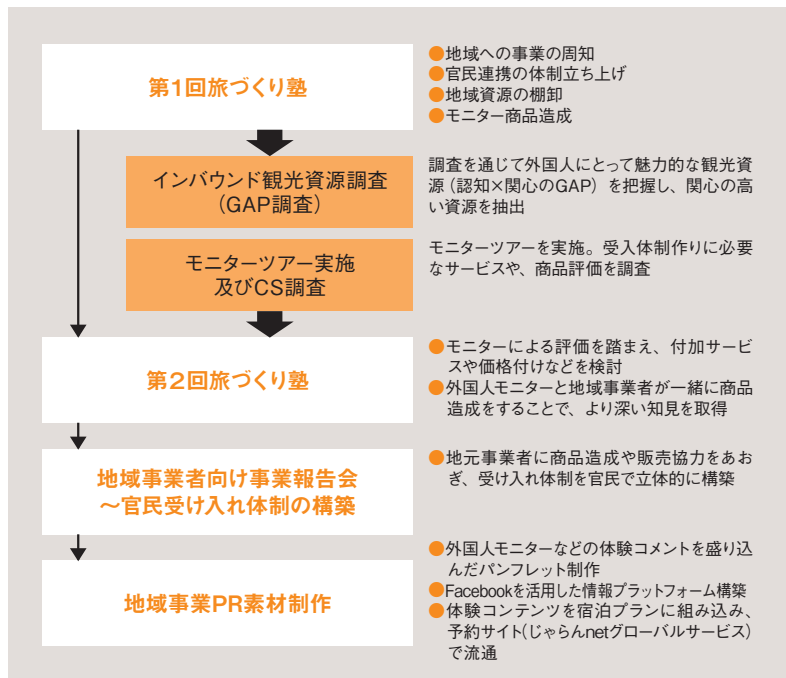 第1回旅づくり塾
●地域への事業の周知
●官民連携の体制立ち上げ
●地域資源の棚卸
●モニター商品造成
インバウンド観光資源調査
(GAP調査)
調査を通じて外国人にとって魅力的な観光資
源(認知×関心のGAP)を把握し、関心の高
い資源を抽出
モニターツアー実施
及びCS調査
モニターツアーを実施。受入体制作りに必要
なサービスや、商品評価を調査
第2回旅づくり塾
●モニターによる評価を踏まえ、付加サービ
スや価格付けなどを検討
●外国人モニターと地域事業者が一緒に商品
造成をすることで、より深い知見を取得
地域事業者向け事業報告会
～官民受け入れ体制の構築
●地元事業者に商品造成や販売協力をあお
ぎ、受け入れ体制を官民で立体的に構築
地域事業PR素材制作
●外国人モニターなどの体験コメントを盛り込
んだパンフレット制作
●Facebookを活用した情報プラットフォーム構築
●体験コンテンツを宿泊プランに組み込み、
予約サイト(じゃらんnetグローバルサービス)
で流通